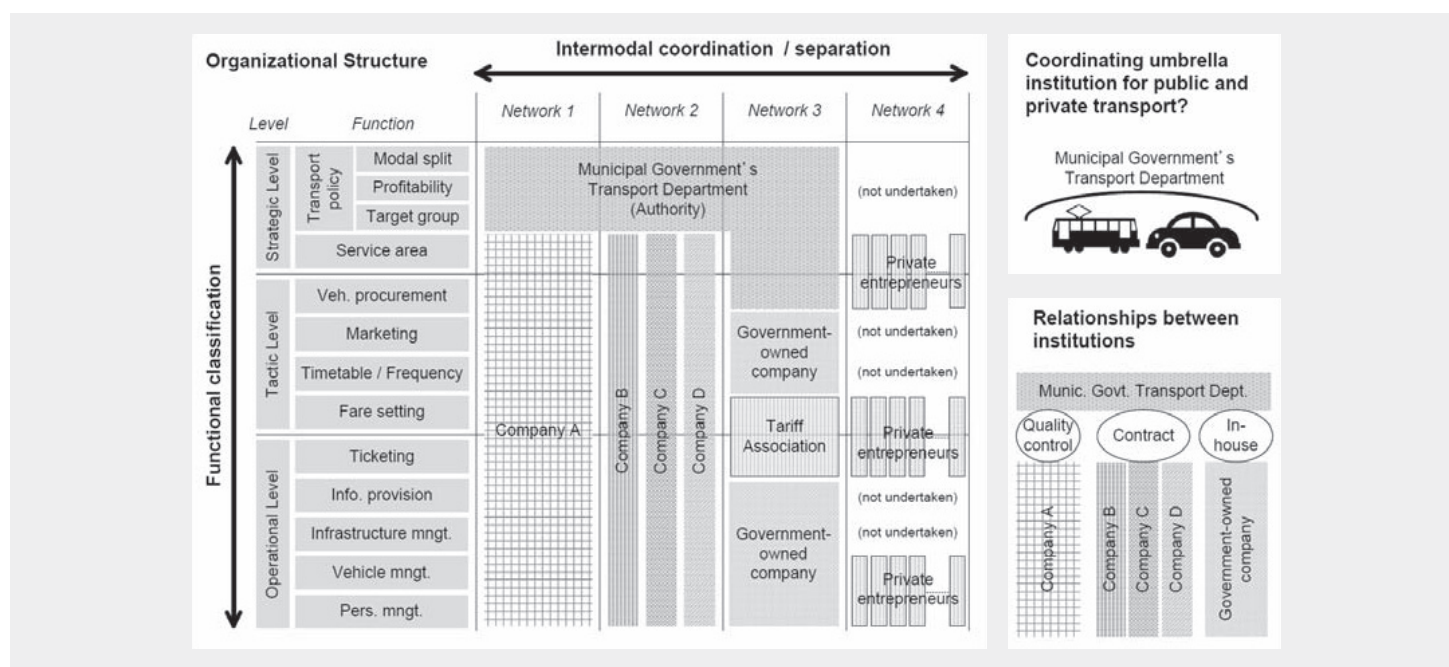 Organizational Structure
Intermodal coordination / separation
Level
Function
Network 1
Network 2
Network 3
Network 4
Functional classification
Strategic Level
Transport
policy
Modal split
Profitability
Target group
Service area
Tactic Level
Veh. procurement
Marketing
Timetable / Frequency
Fare setting
Operational Level
Ticketing
Info. provision
Infrastructure mngt.
Vehicle mngt.
Pers. mngt.
Municipal Government´s
Transport Department
(Authority)
Company A
Company B
Company C
Company D
Government-
owned
company
Tariff
Association
Government-
owned
company
(not undertaken)
Private
entrepreneurs
(not undertaken)
(not undertaken)
Private
entrepreneurs
(not undertaken)
(not undertaken)
Private
entrepreneurs
Coordinating umbrella
institution for public and
private transport?
Municipal Government´s
Transport Department
Relationships between
institutions
Munic. Govt. Transport Dept.
Quality
control
Contract
In-
house
Company A
Company B
Company C
Company D
Government-owned
company